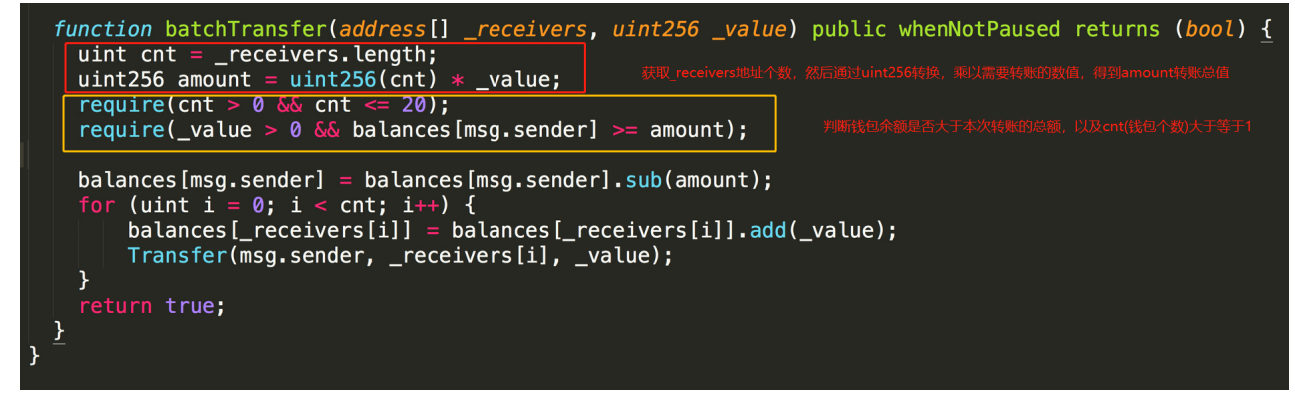 function batchTransfer(address[] _receivers, uint256 _value) public whenNotPaused returns (bool) {
uint cnt = _receivers.length;
uint256 amount = uint256(cnt) * _value;
获取_receivers地址个数，然后通过uint256转换，乘以需要转账的数值，得到amount转账总值
require(cnt > 0 && cnt <= 20);
require(_value > 0 && balances[msg.sender] >= amount);
判断钱包余额是否大于本次转账的总额，以及cnt(钱包个数)大于等于1
balances[msg.sender] = balances[msg.sender].sub(amount);
for (uint i = 0; i < cnt; i++) {
balances[_receivers[i]] = balances[_receivers[i]].add(_value);
Transfer(msg.sender, _receivers[i], _value);
}
return true;
}
}